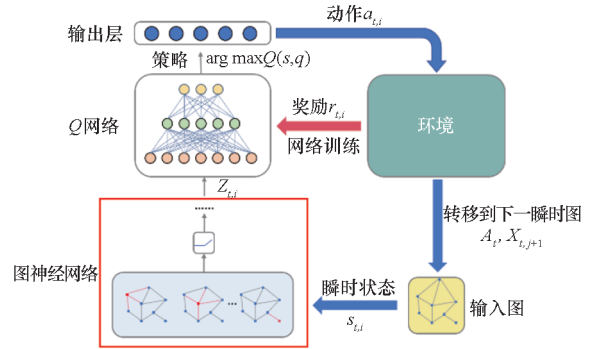 输出层
动作a_{t,i}
策略
arg maxQ(s,q)
Q网络
奖励r_{t,i}
网络训练
环境
Z_{t,i}
转移到下一瞬时图
A_t, X_{t,j+1}
......
图神经网络
...
瞬时状态
s_{t,i}
输入图